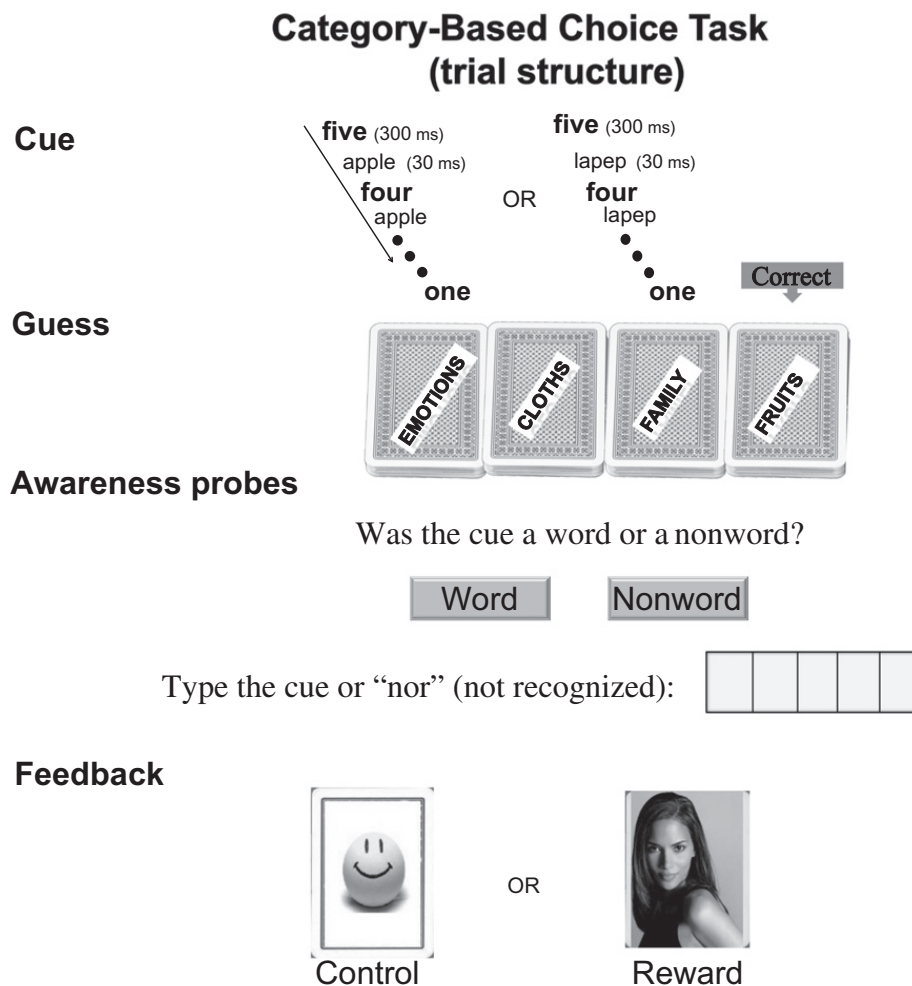 Category-Based Choice Task
(trial structure)
Cue
five (300 ms)
apple (30 ms)
four
apple
one
OR
five (300 ms)
lapep (30 ms)
four
lapep
one
Correct
Guess
EMOTIONS
CLOTHS
FAMILY
FRUITS
Awareness probes
Was the cue a word or a nonword?
Word
Nonword
Type the cue or “nor” (not recognized):
Feedback
OR
Control
Reward